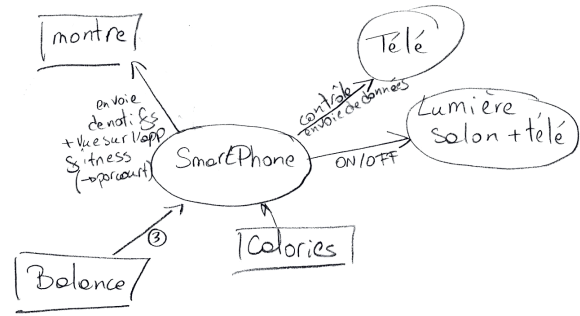 montre
Télé
envoie
de notifs
+ vue sur l'app
fitness
(→ parcourt)
contrôle
envoie de données
Lumière
salon + télé
SmartPhone
ON/OFF
3
Calories
Balance